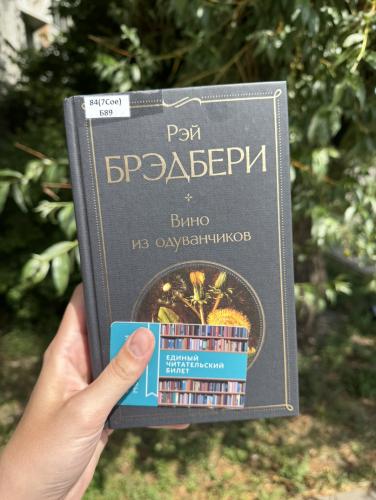 84(7Сое)
Б89
Рэй
БРЭДБЕРИ
Вино
из одуванчиков
ЕДИНЫЙ
ЧИТАТЕЛЬСКИЙ
БИЛЕТ